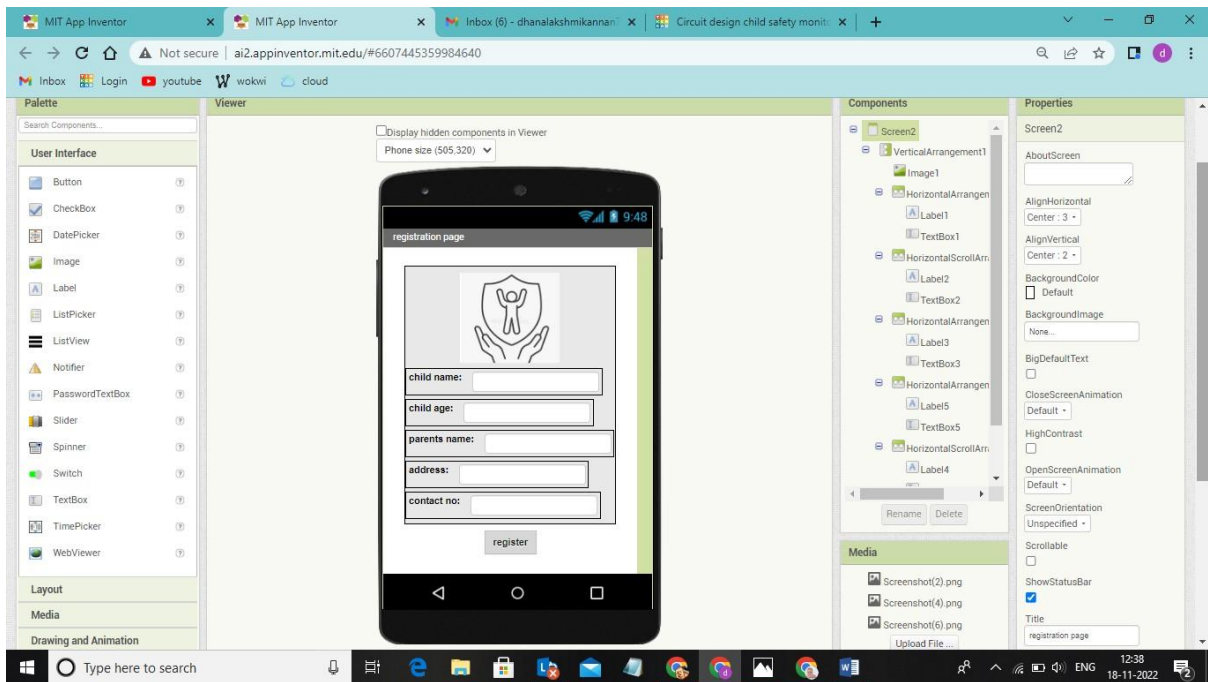 MIT App Inventor
MIT App Inventor
Inbox (6) - dhanalakshmikannan
Circuit design child safety monito
Not secure
ai2.appinventor.mit.edu/#6607445359984640
d
Inbox
Login
youtube
wokwi
cloud
Palette
Search Components...
User Interface
Button
CheckBox
DatePicker
Image
Label
ListPicker
ListView
Notifier
PasswordTextBox
Slider
Spinner
Switch
TextBox
TimePicker
WebViewer
Layout
Media
Drawing and Animation
Viewer
Display hidden components in Viewer
Phone size (505,320)
9:48
registration page
child name:
child age:
parents name:
address:
contact no:
register
Components
Screen2
VerticalArrangement1
Image1
HorizontalArrangen
Label1
TextBox1
HorizontalScrollArr
Label2
TextBox2
HorizontalArrangen
Label3
TextBox3
HorizontalArrangen
Label5
TextBox5
HorizontalScrollArr
Label4
Rename
Delete
Media
Screenshot(2).png
Screenshot(4).png
Screenshot(6).png
Upload File ...
Properties
Screen2
AboutScreen
AlignHorizontal
Center : 3
AlignVertical
Center : 2
BackgroundColor
Default
BackgroundImage
None...
BigDefaultText
CloseScreenAnimation
Default
HighContrast
OpenScreenAnimation
Default
ScreenOrientation
Unspecified
Scrollable
ShowStatusBar
Title
registration page
Type here to search
ENG
12:38
18-11-2022
2